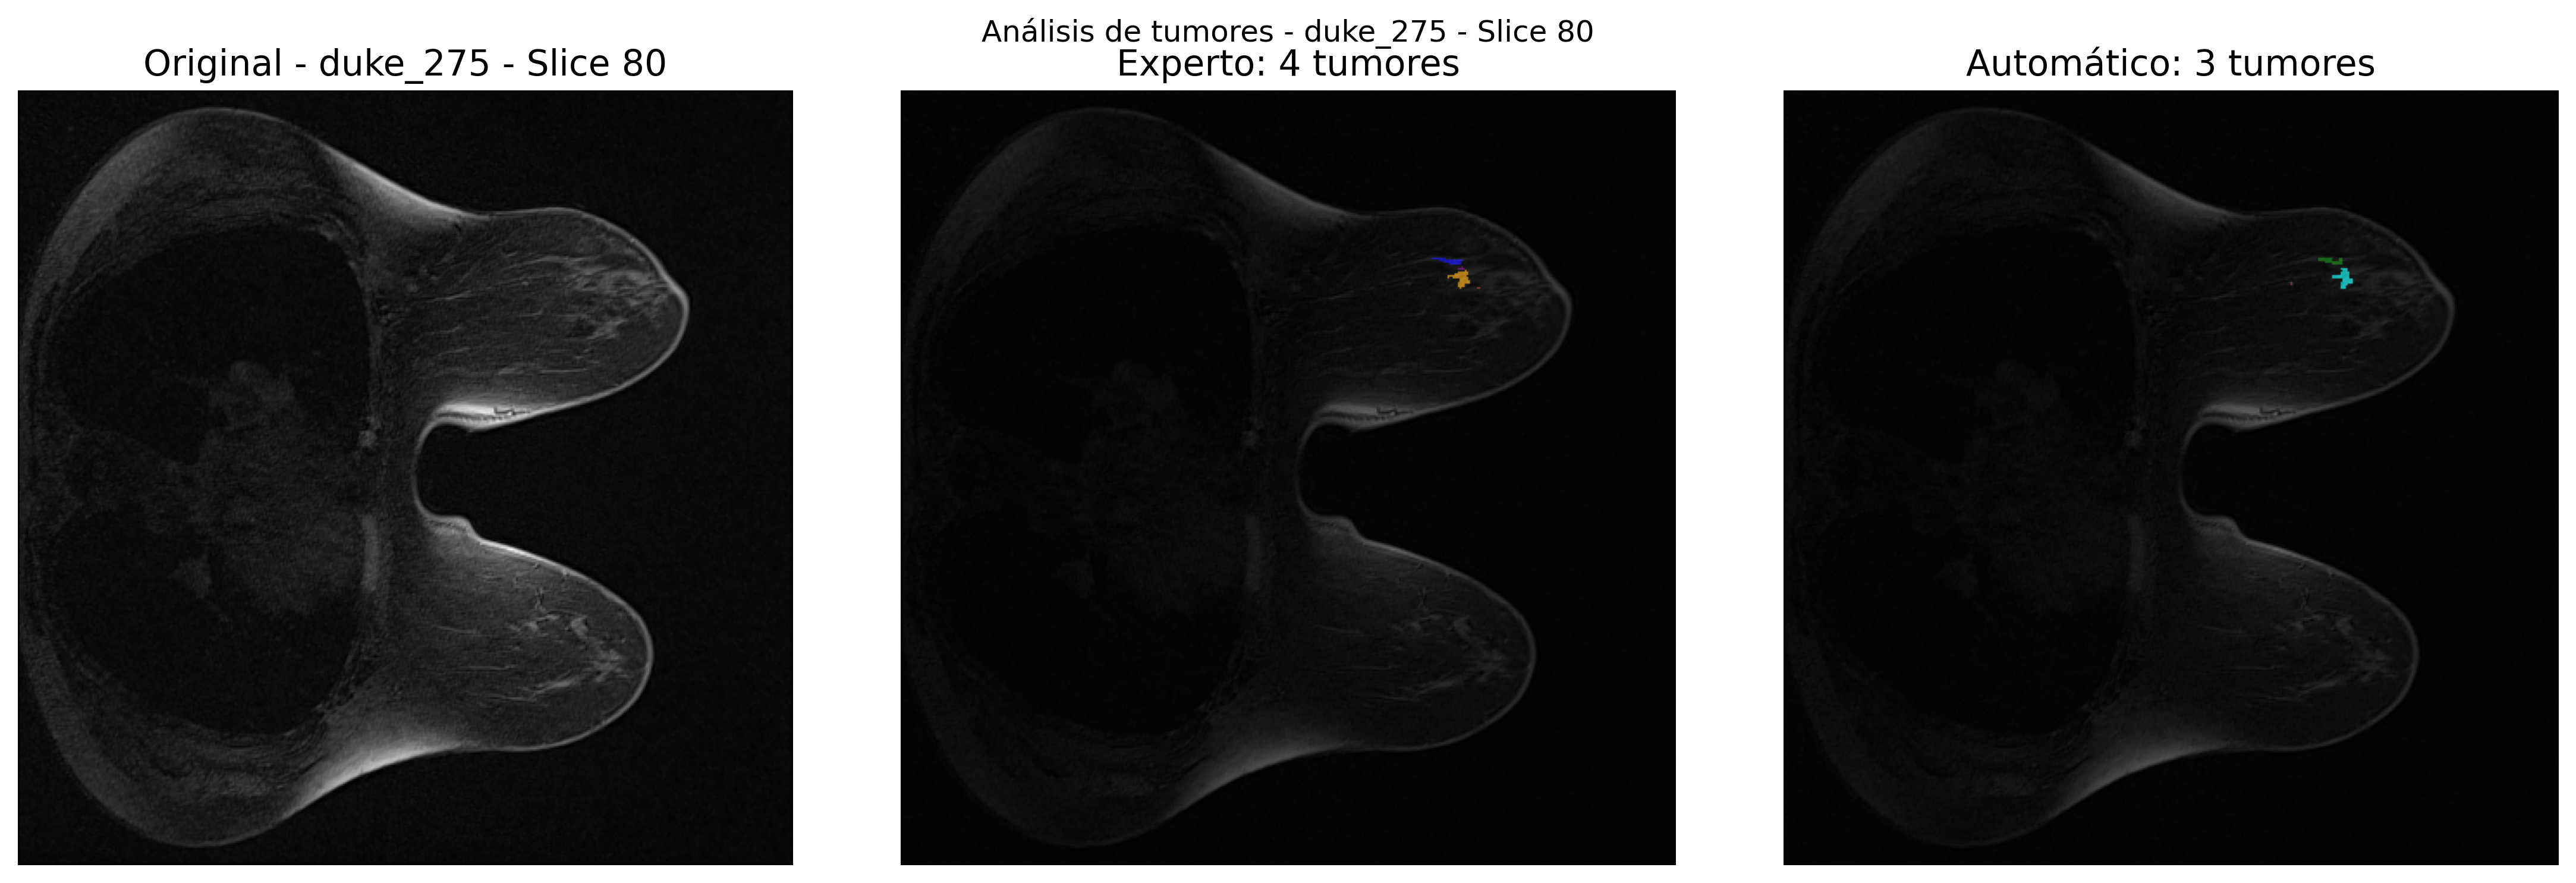 Análisis de tumores - duke_275 - Slice 80
Original - duke_275 - Slice 80
Experto: 4 tumores
Automático: 3 tumores